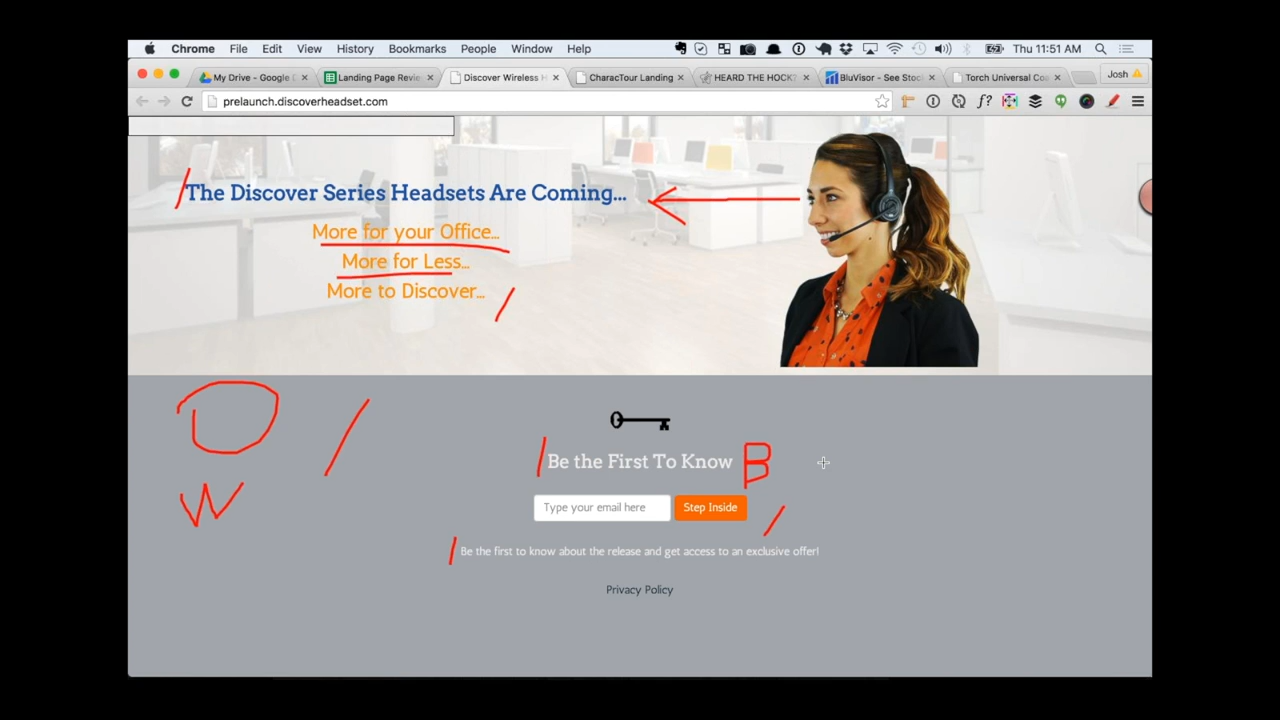 Chrome File Edit View History Bookmarks People Window Help Thu 11:51 AM
My Drive - Google Landing Page Revie Discover Wireless H CharacTour Landing HEARD THE HOCK? BluVisor - See Stoc Torch Universal Co Josh
prelaunch.discoverheadset.com f?
The Discover Series Headsets Are Coming...
More for your Office...
More for Less...
More to Discover...
O
W
Be the First To Know B
Type your email here Step Inside
Be the first to know about the release and get access to an exclusive offer!
Privacy Policy